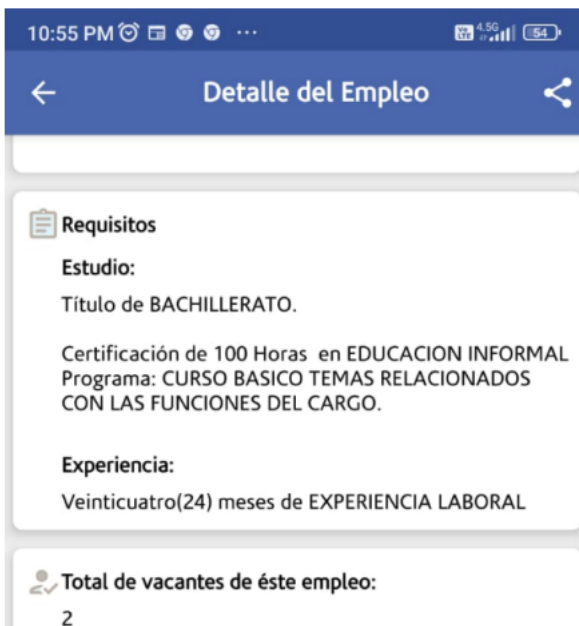 10:55 PM ... Vo LTE 4.5G 54
Detalle del Empleo
Requisitos
Estudio:
Título de BACHILLERATO.
Certificación de 100 Horas en EDUCACION INFORMAL
Programa: CURSO BASICO TEMAS RELACIONADOS
CON LAS FUNCIONES DEL CARGO.
Experiencia:
Veinticuatro(24) meses de EXPERIENCIA LABORAL
Total de vacantes de éste empleo:
2